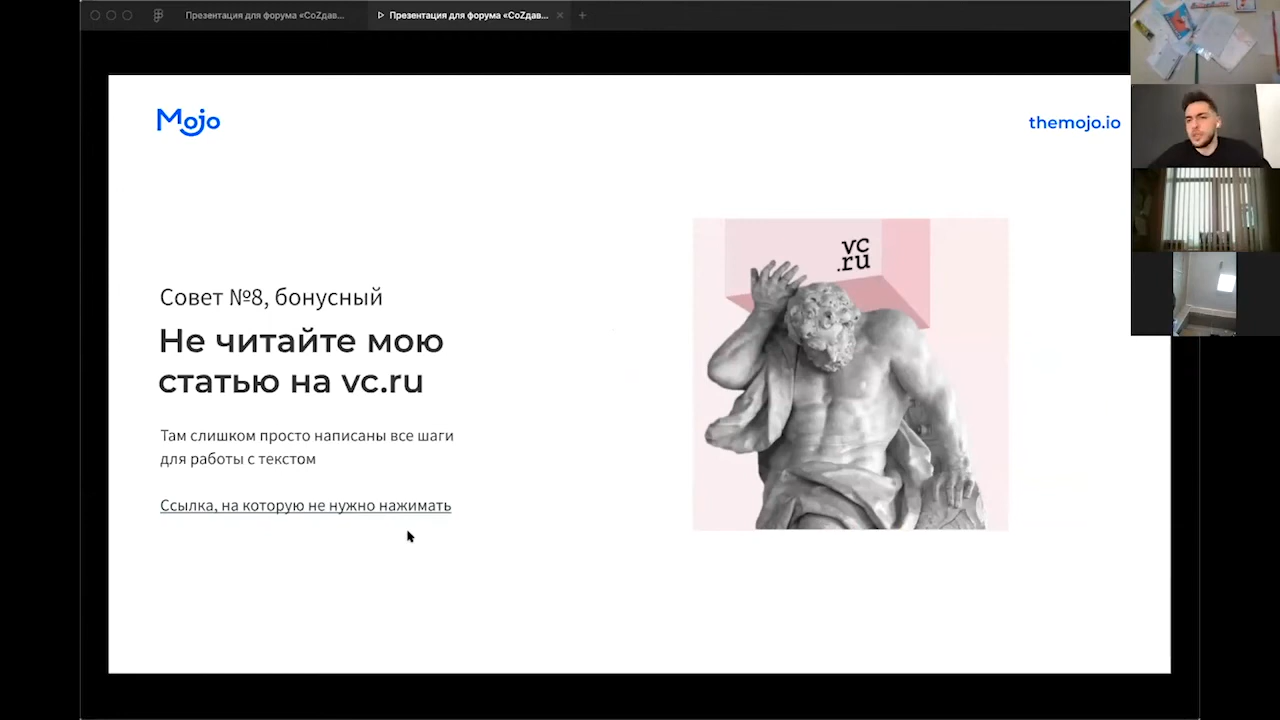 Презентация для форума «CoZдав...
Презентация для форума «CoZдав...
Mojo
themojo.io
vc
.ru
Совет №8, бонусный
Не читайте мою
статью на vc.ru
Там слишком просто написаны все шаги
для работы с текстом
Ссылка, на которую не нужно нажимать